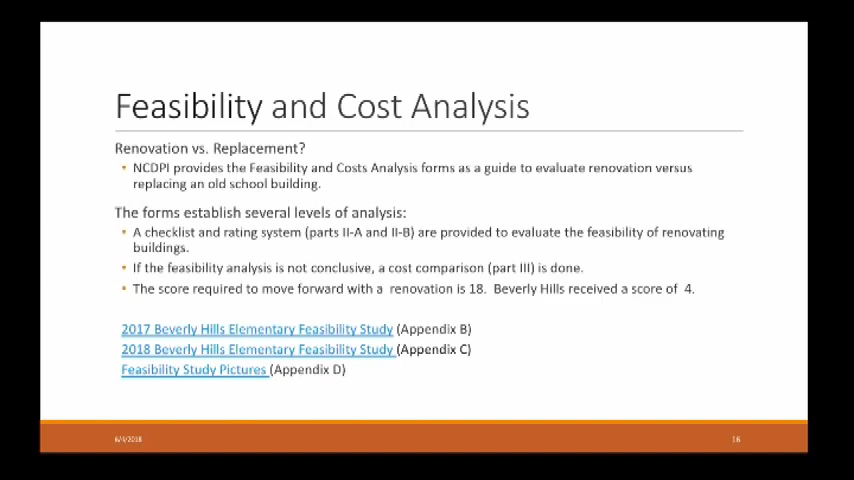 Feasibility and Cost Analysis
Renovation vs. Replacement?
• NCDPI provides the Feasibility and Costs Analysis forms as a guide to evaluate renovation versus
replacing an old school building.
The forms establish several levels of analysis:
• A checklist and rating system (parts II-A and II-B) are provided to evaluate the feasibility of renovating
buildings.
• If the feasibility analysis is not conclusive, a cost comparison (part III) is done.
• The score required to move forward with a  renovation is 18.  Beverly Hills received a score of  4.
2017 Beverly Hills Elementary Feasibility Study (Appendix B)
2018 Beverly Hills Elementary Feasibility Study (Appendix C)
Feasibility Study Pictures (Appendix D)
6/4/2018 16